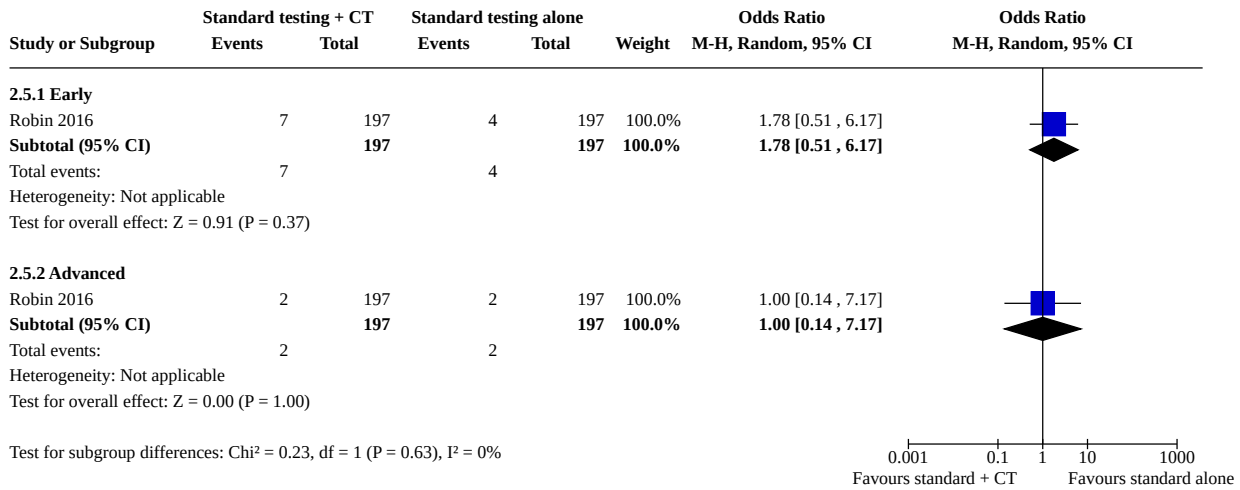 Standard testing + CT Standard testing alone Odds Ratio Odds Ratio
Study or Subgroup Events Total Events Total Weight M-H, Random, 95% CI M-H, Random, 95% CI
2.5.1 Early
Robin 2016 7 197 4 197 100.0% 1.78 [0.51 , 6.17]
Subtotal (95% CI) 197 197 100.0% 1.78 [0.51 , 6.17]
Total events: 7 4
Heterogeneity: Not applicable
Test for overall effect: Z = 0.91 (P = 0.37)
2.5.2 Advanced
Robin 2016 2 197 2 197 100.0% 1.00 [0.14 , 7.17]
Subtotal (95% CI) 197 197 100.0% 1.00 [0.14 , 7.17]
Total events: 2 2
Heterogeneity: Not applicable
Test for overall effect: Z = 0.00 (P = 1.00)
Test for subgroup differences: Chi² = 0.23, df = 1 (P = 0.63), I² = 0%
0.001 0.1 1 10 1000
Favours standard + CT Favours standard alone